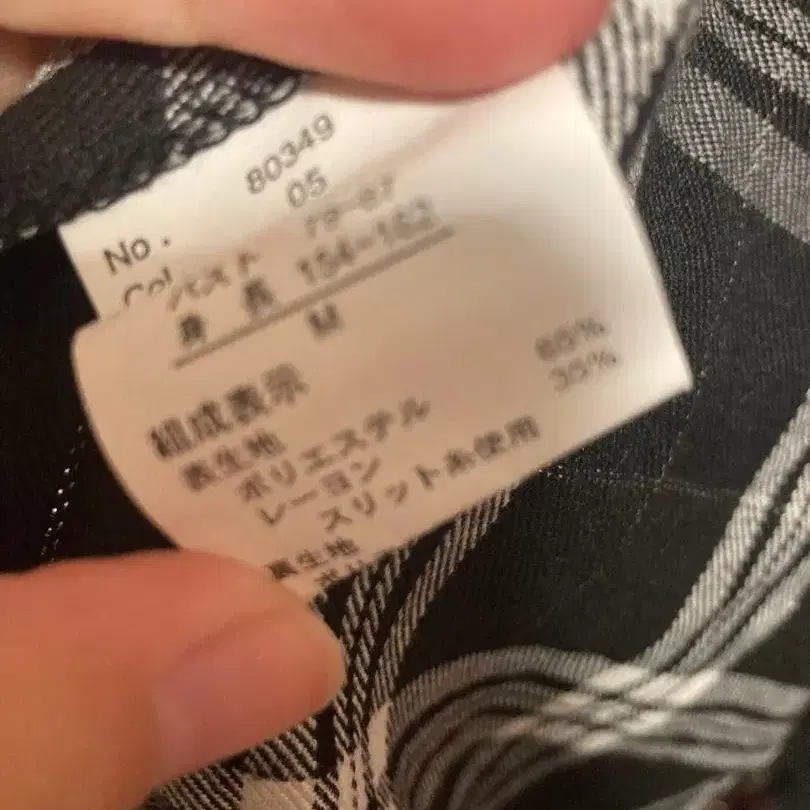 No. 80349
Col 05
バスト 79-87
身長 154-162
M
組成表示
表生地
ポリエステル 65%
レーヨン 35%
スリット糸使用
裏生地